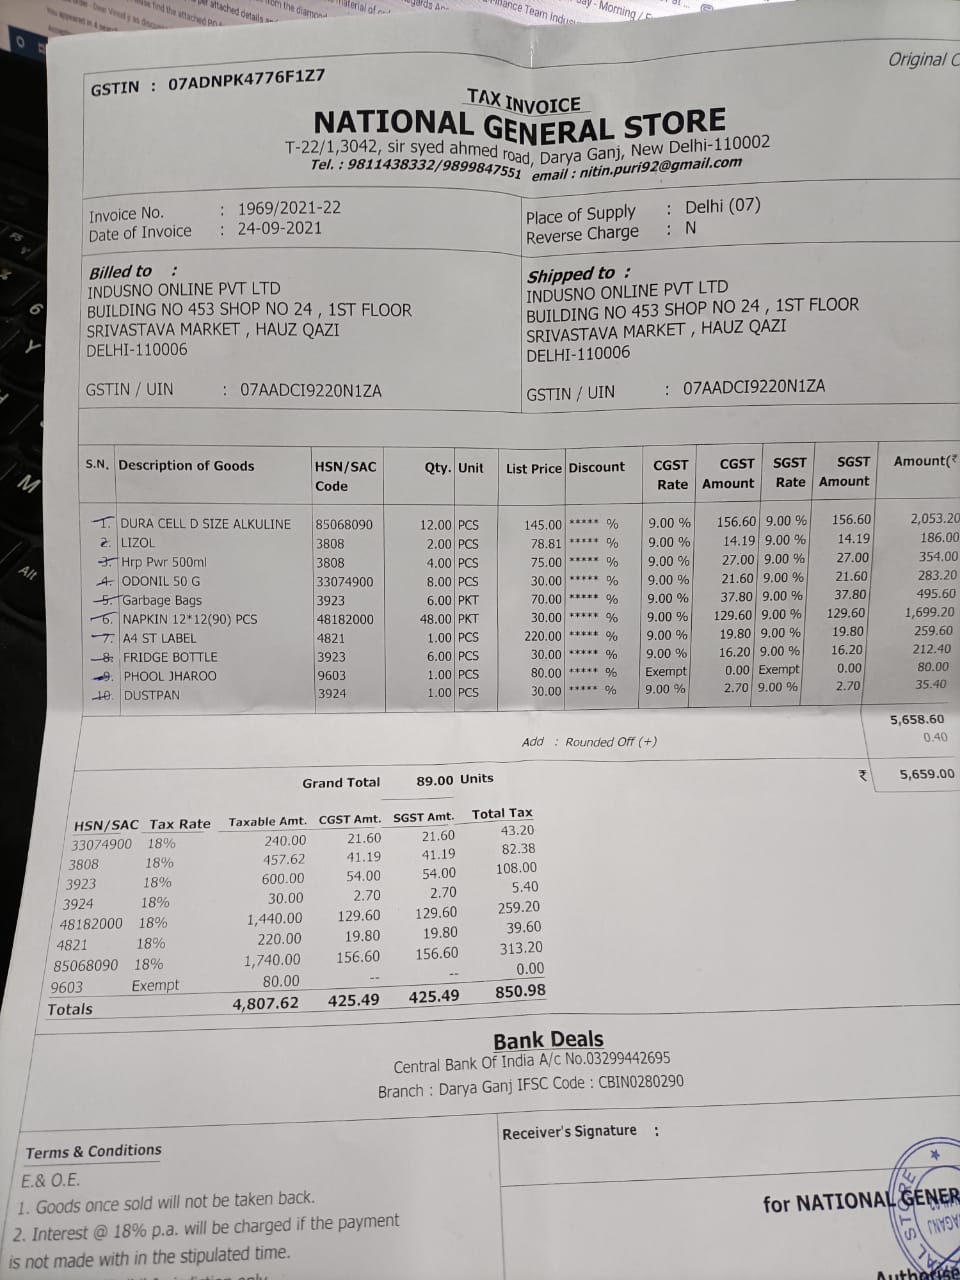 Original C
GSTIN : 07ADNPK4776F1Z7
TAX INVOICE
NATIONAL GENERAL STORE
T-22/1,3042, sir syed ahmed road, Darya Ganj, New Delhi-110002
Tel. : 9811438332/9899847551 email : nitin.puri92@gmail.com
Invoice No. : 1969/2021-22
Date of Invoice : 24-09-2021
Place of Supply : Delhi (07)
Reverse Charge : N
Billed to :
INDUSNO ONLINE PVT LTD
BUILDING NO 453 SHOP NO 24 , 1ST FLOOR
SRIVASTAVA MARKET , HAUZ QAZI
DELHI-110006
GSTIN / UIN : 07AADCI9220N1ZA
Shipped to :
INDUSNO ONLINE PVT LTD
BUILDING NO 453 SHOP NO 24 , 1ST FLOOR
SRIVASTAVA MARKET , HAUZ QAZI
DELHI-110006
GSTIN / UIN : 07AADCI9220N1ZA
S.N. Description of Goods HSN/SAC Code Qty. Unit List Price Discount CGST Rate CGST Amount SGST Rate SGST Amount Amount(₹
1. DURA CELL D SIZE ALKULINE 85068090 12.00 PCS 145.00 ***** % 9.00 % 156.60 9.00 % 156.60 2,053.20
2. LIZOL 3808 2.00 PCS 78.81 ***** % 9.00 % 14.19 9.00 % 14.19 186.00
3. Hrp Pwr 500ml 3808 4.00 PCS 75.00 ***** % 9.00 % 27.00 9.00 % 27.00 354.00
4. ODONIL 50 G 33074900 8.00 PCS 30.00 ***** % 9.00 % 21.60 9.00 % 21.60 283.20
5. Garbage Bags 3923 6.00 PKT 70.00 ***** % 9.00 % 37.80 9.00 % 37.80 495.60
6. NAPKIN 12*12(90) PCS 48182000 48.00 PKT 30.00 ***** % 9.00 % 129.60 9.00 % 129.60 1,699.20
7. A4 ST LABEL 4821 1.00 PCS 220.00 ***** % 9.00 % 19.80 9.00 % 19.80 259.60
8. FRIDGE BOTTLE 3923 6.00 PCS 30.00 ***** % 9.00 % 16.20 9.00 % 16.20 212.40
9. PHOOL JHAROO 9603 1.00 PCS 80.00 ***** % Exempt 0.00 Exempt 0.00 80.00
10. DUSTPAN 3924 1.00 PCS 30.00 ***** % 9.00 % 2.70 9.00 % 2.70 35.40
5,658.60
Add : Rounded Off (+) 0.40
Grand Total 89.00 Units ₹ 5,659.00
HSN/SAC Tax Rate Taxable Amt. CGST Amt. SGST Amt. Total Tax
33074900 18% 240.00 21.60 21.60 43.20
3808 18% 457.62 41.19 41.19 82.38
3923 18% 600.00 54.00 54.00 108.00
3924 18% 30.00 2.70 2.70 5.40
48182000 18% 1,440.00 129.60 129.60 259.20
4821 18% 220.00 19.80 19.80 39.60
85068090 18% 1,740.00 156.60 156.60 313.20
9603 Exempt 80.00 -- -- 0.00
Totals 4,807.62 425.49 425.49 850.98
Bank Deals
Central Bank Of India A/c No.03299442695
Branch : Darya Ganj IFSC Code : CBIN0280290
Terms & Conditions
E.& O.E.
1. Goods once sold will not be taken back.
2. Interest @ 18% p.a. will be charged if the payment
is not made with in the stipulated time.
Receiver's Signature :
for NATIONAL GENER
Authorise
F5
6
Y
M
Alt